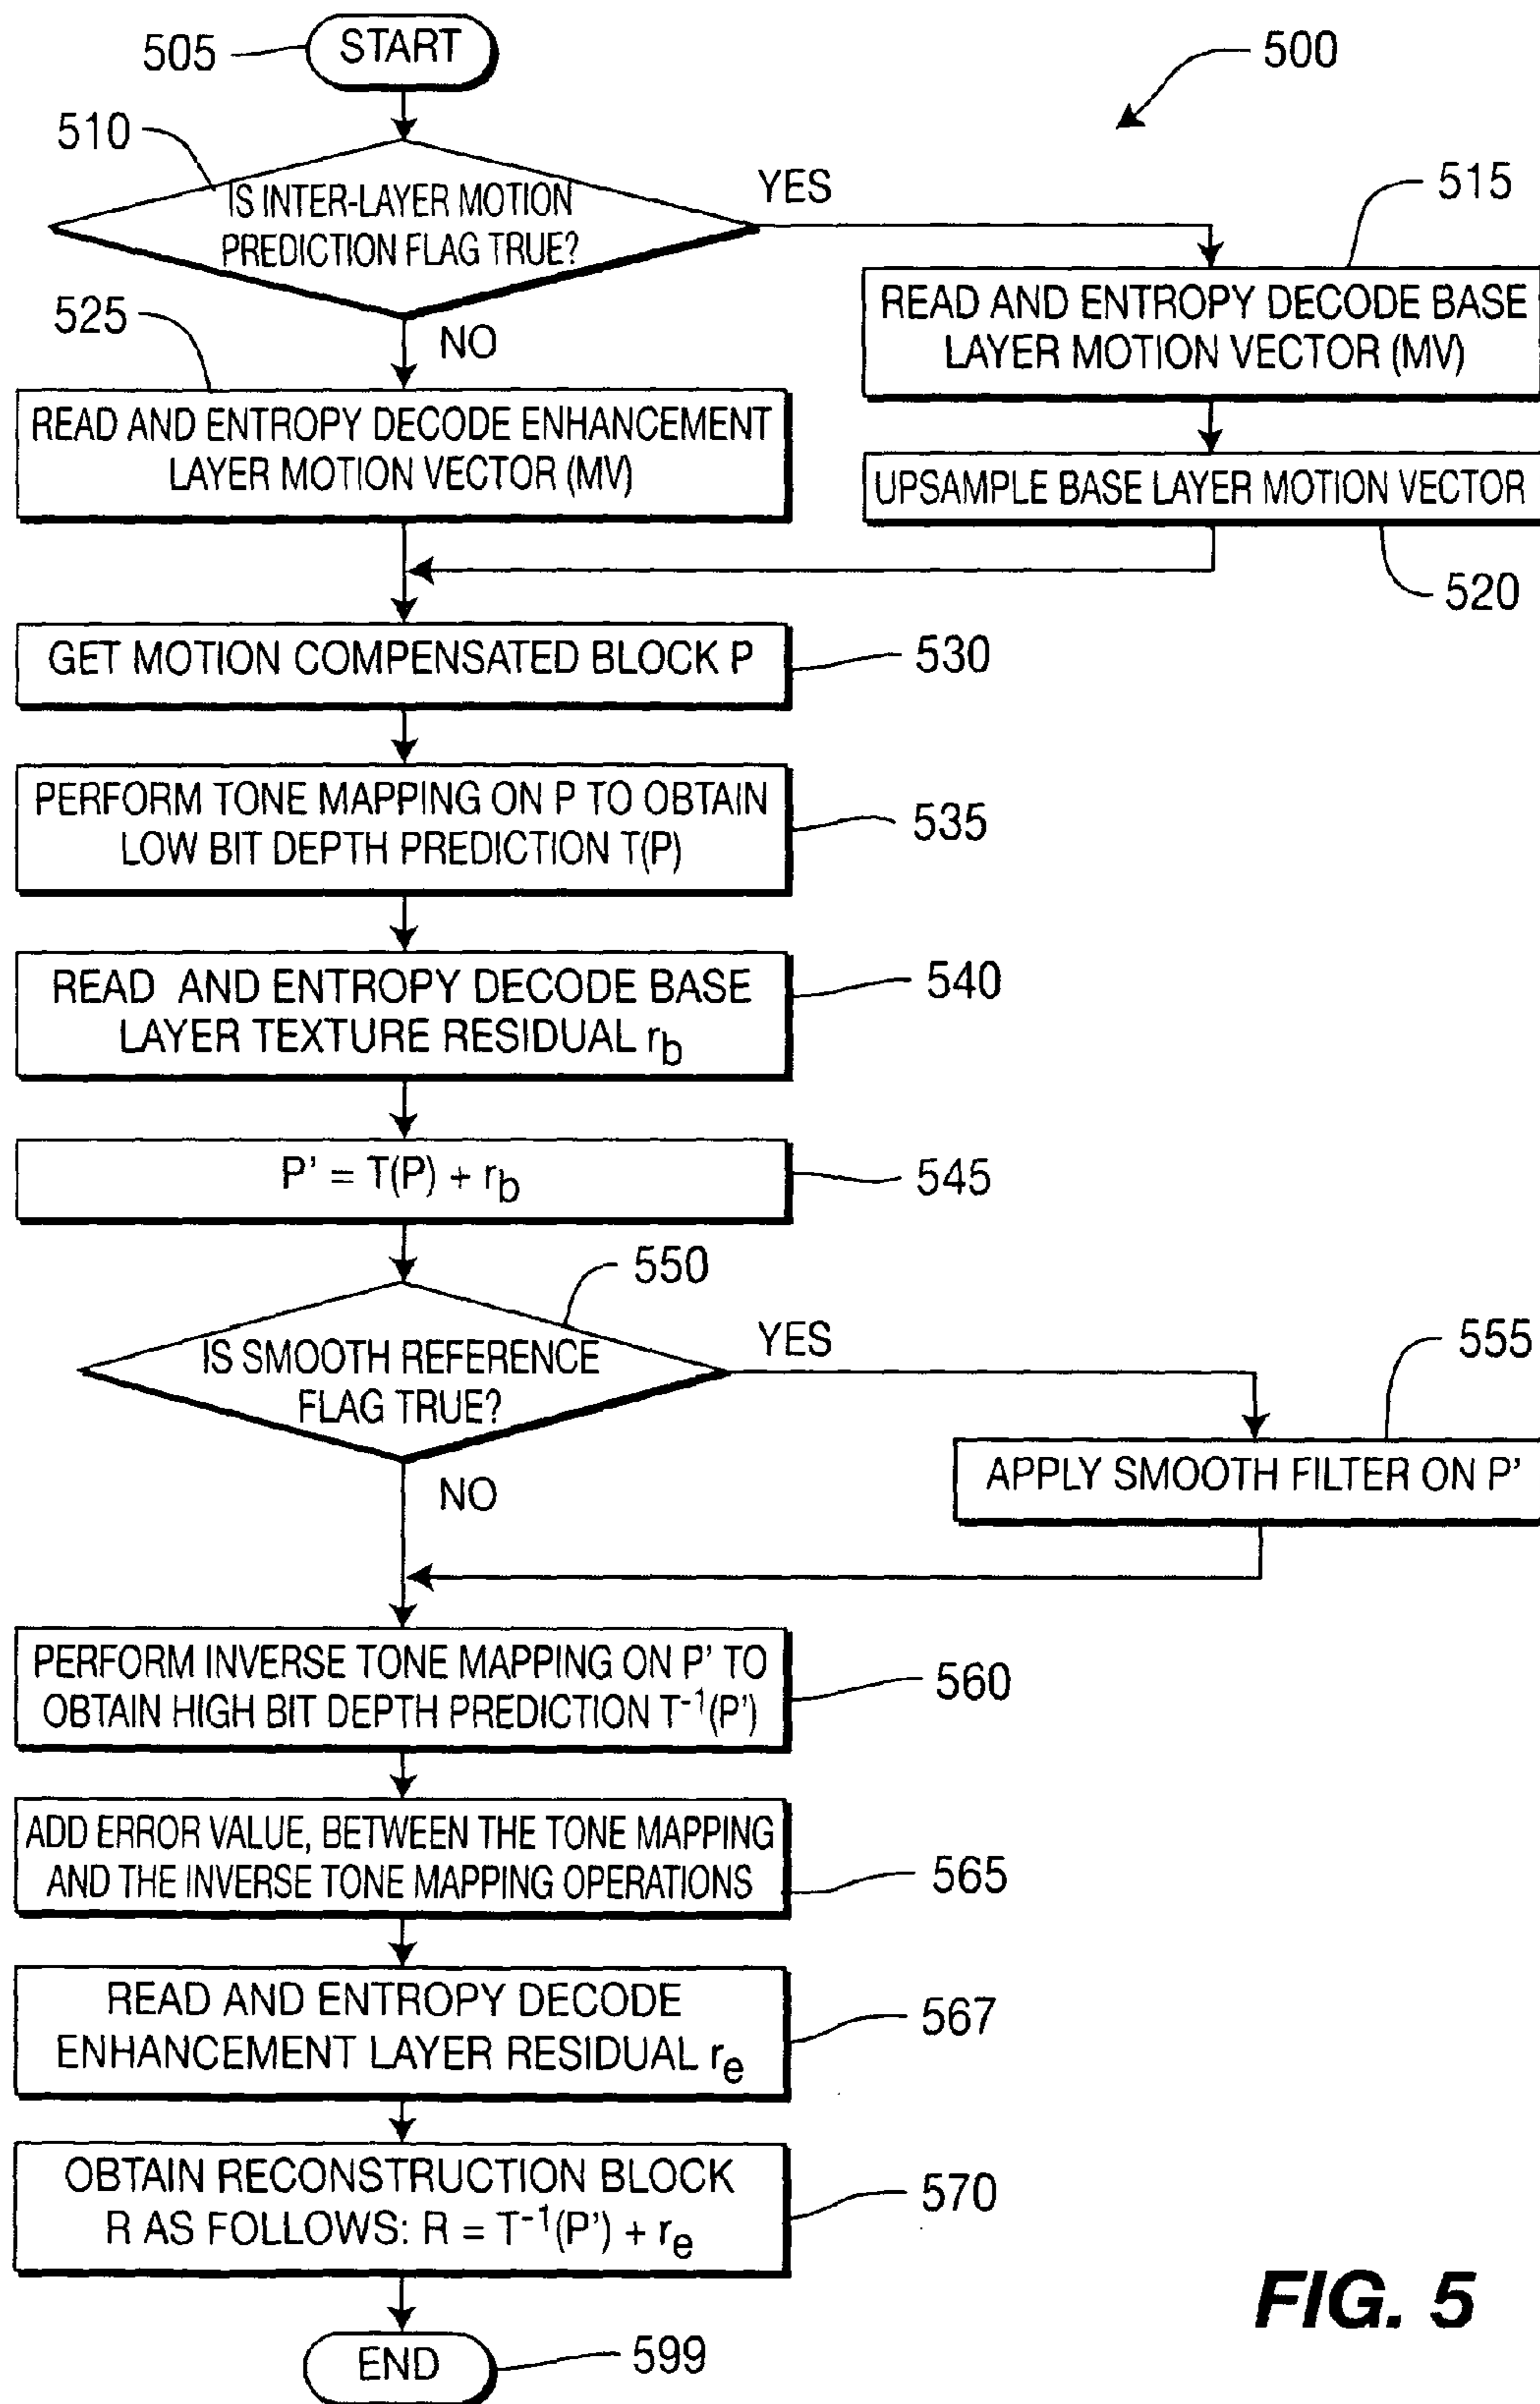 505
START
500
510
IS INTER-LAYER MOTION
PREDICTION FLAG TRUE?
YES
515
READ AND ENTROPY DECODE BASE
LAYER MOTION VECTOR (MV)
525
NO
READ AND ENTROPY DECODE ENHANCEMENT
LAYER MOTION VECTOR (MV)
UPSAMPLE BASE LAYER MOTION VECTOR
520
GET MOTION COMPENSATED BLOCK P
530
PERFORM TONE MAPPING ON P TO OBTAIN
LOW BIT DEPTH PREDICTION T(P)
535
READ AND ENTROPY DECODE BASE
LAYER TEXTURE RESIDUAL r_b
540
P' = T(P) + r_b
545
550
IS SMOOTH REFERENCE
FLAG TRUE?
YES
555
APPLY SMOOTH FILTER ON P'
NO
PERFORM INVERSE TONE MAPPING ON P' TO
OBTAIN HIGH BIT DEPTH PREDICTION T⁻¹(P')
560
ADD ERROR VALUE, BETWEEN THE TONE MAPPING
AND THE INVERSE TONE MAPPING OPERATIONS
565
READ AND ENTROPY DECODE
ENHANCEMENT LAYER RESIDUAL rₑ
567
OBTAIN RECONSTRUCTION BLOCK
R AS FOLLOWS: R = T⁻¹(P') + rₑ
570
END
599
FIG. 5